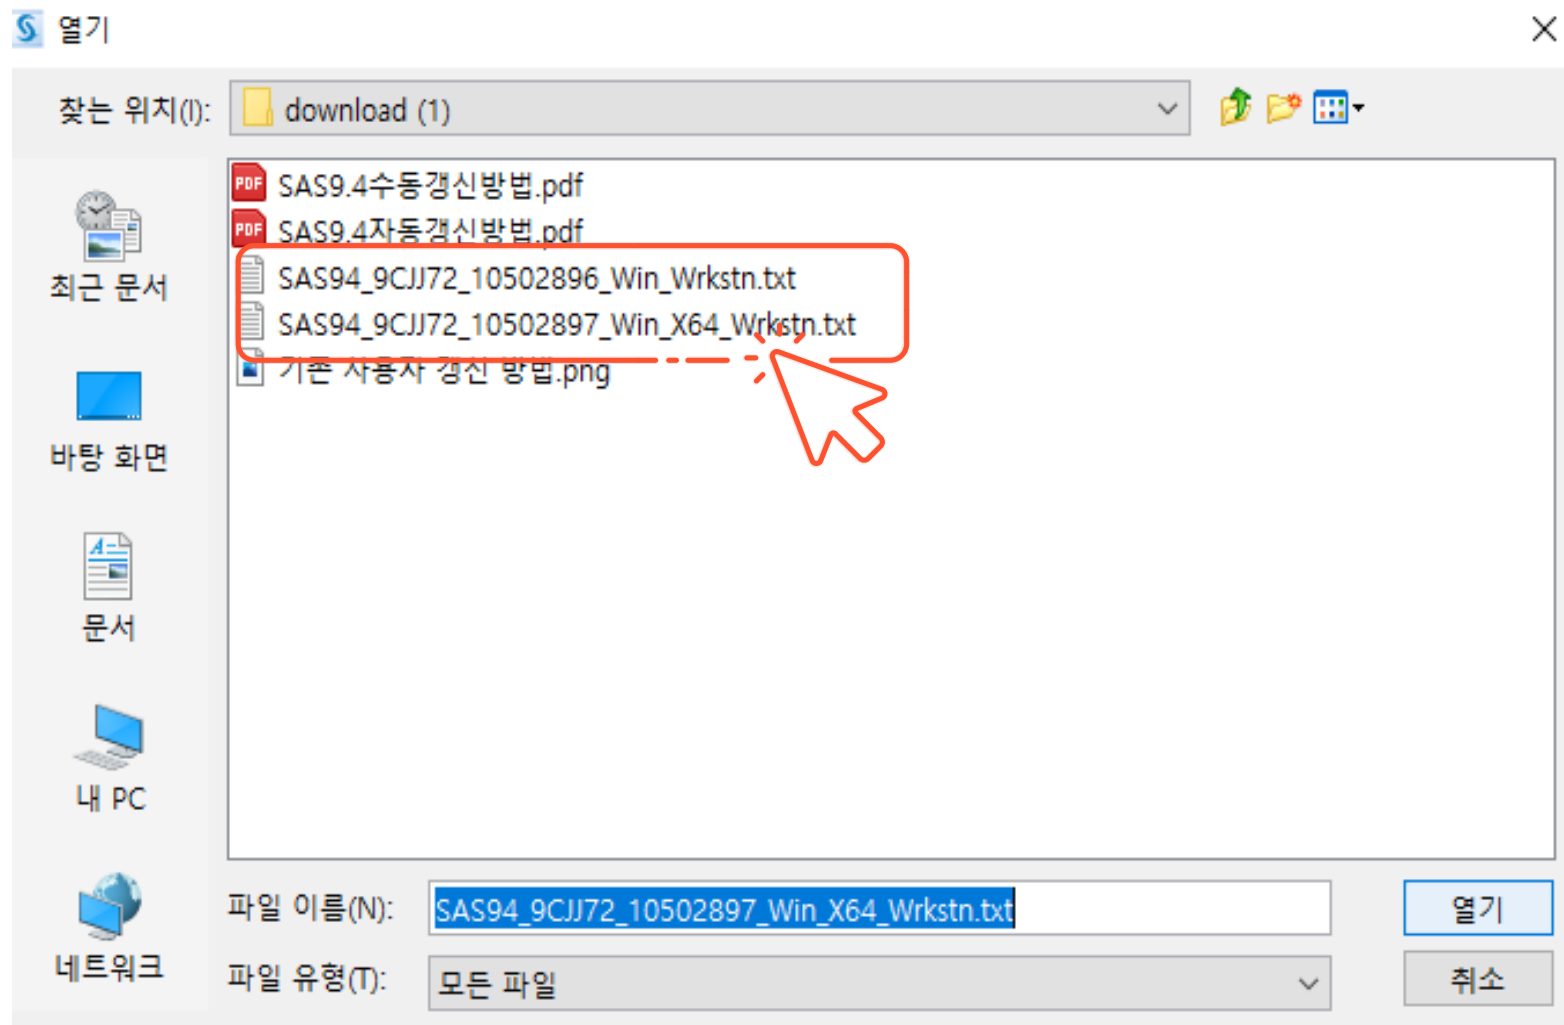 열기
찾는 위치(I):
download (1)
SAS9.4수동갱신방법.pdf
SAS9.4자동갱신방법.pdf
SAS94_9CJJ72_10502896_Win_Wrkstn.txt
SAS94_9CJJ72_10502897_Win_X64_Wrkstn.txt
기존 사용자 갱신 방법.png
최근 문서
바탕 화면
문서
내 PC
네트워크
파일 이름(N):
SAS94_9CJJ72_10502897_Win_X64_Wrkstn.txt
열기
파일 유형(T):
모든 파일
취소